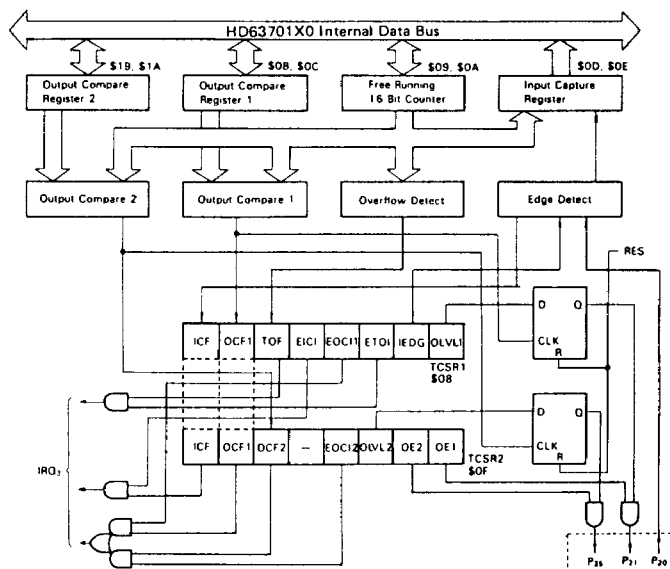 HD63701X0 Internal Data Bus
$19, $1A
$0B, $0C
$09, $0A
$0D, $0E
Output Compare
Register 2
Output Compare
Register 1
Free Running
16 Bit Counter
Input Capture
Register
Output Compare 2
Output Compare 1
Overflow Detect
Edge Detect
RES
D Q
CLK
R
ICF OCF1 TOF EICI EOCI1 ETOI IEDG OLVL1
TCSR1
$08
D Q
CLK
R
ICF OCF1 OCF2 — EOCI2 OLVL2 OE2 OE1
TCSR2
$0F
IRQ₃
P₂₅ P₂₁ P₂₀